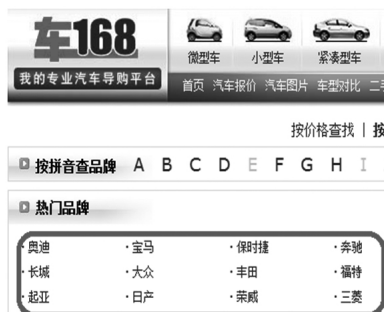 车168
我的专业汽车导购平台
微型车 小型车 紧凑型车
首页 汽车报价 汽车图片 车型对比 二
按价格查找 | 按
按拼音查品牌 A B C D E F G H I
热门品牌
· 奥迪 · 宝马 · 保时捷 · 奔驰
· 长城 · 大众 · 丰田 · 福特
· 起亚 · 日产 · 荣威 · 三菱